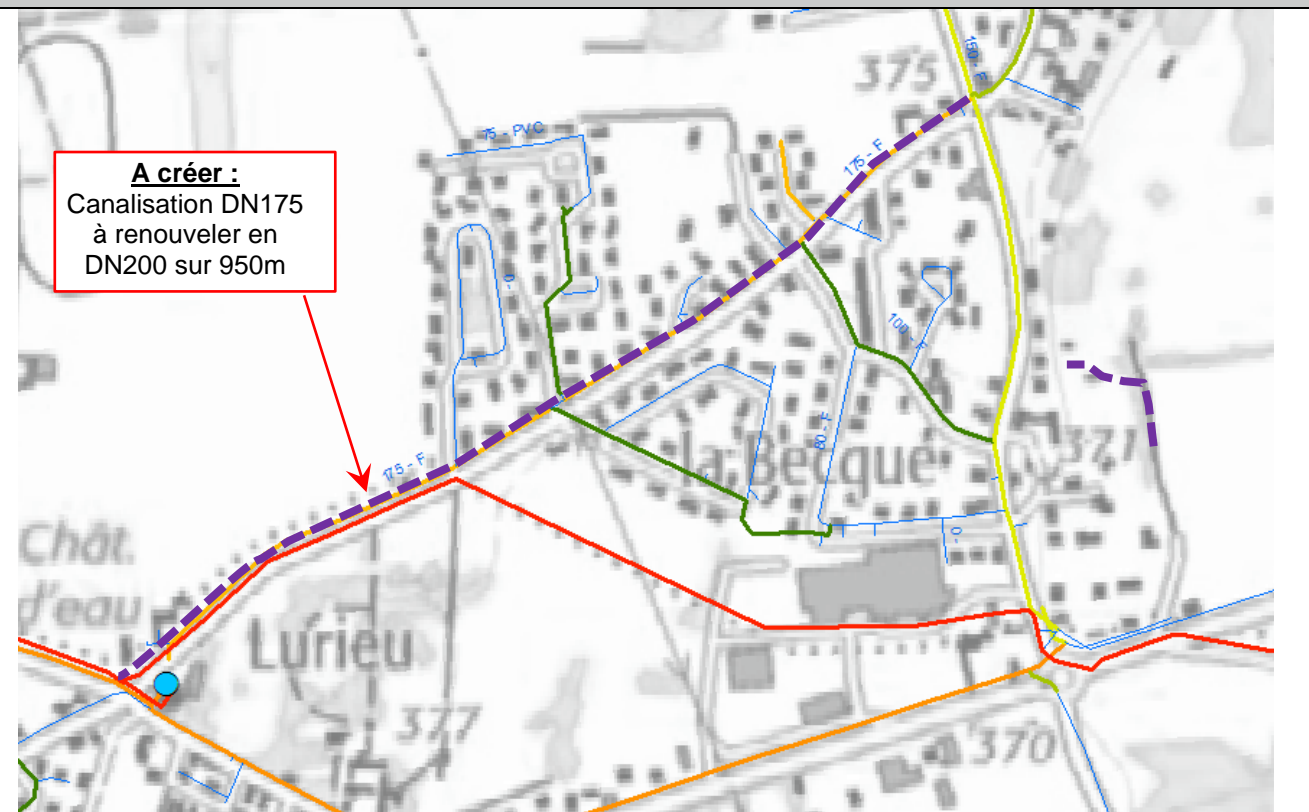 150 - F
375
75 - PVC
A créer :
Canalisation DN175
à renouveler en
DN200 sur 950m
175 - F
0 -
100 - F
80 - F
la Becque
371
175 - F
Chât.
d'eau
0 -
Lurieu
377
370